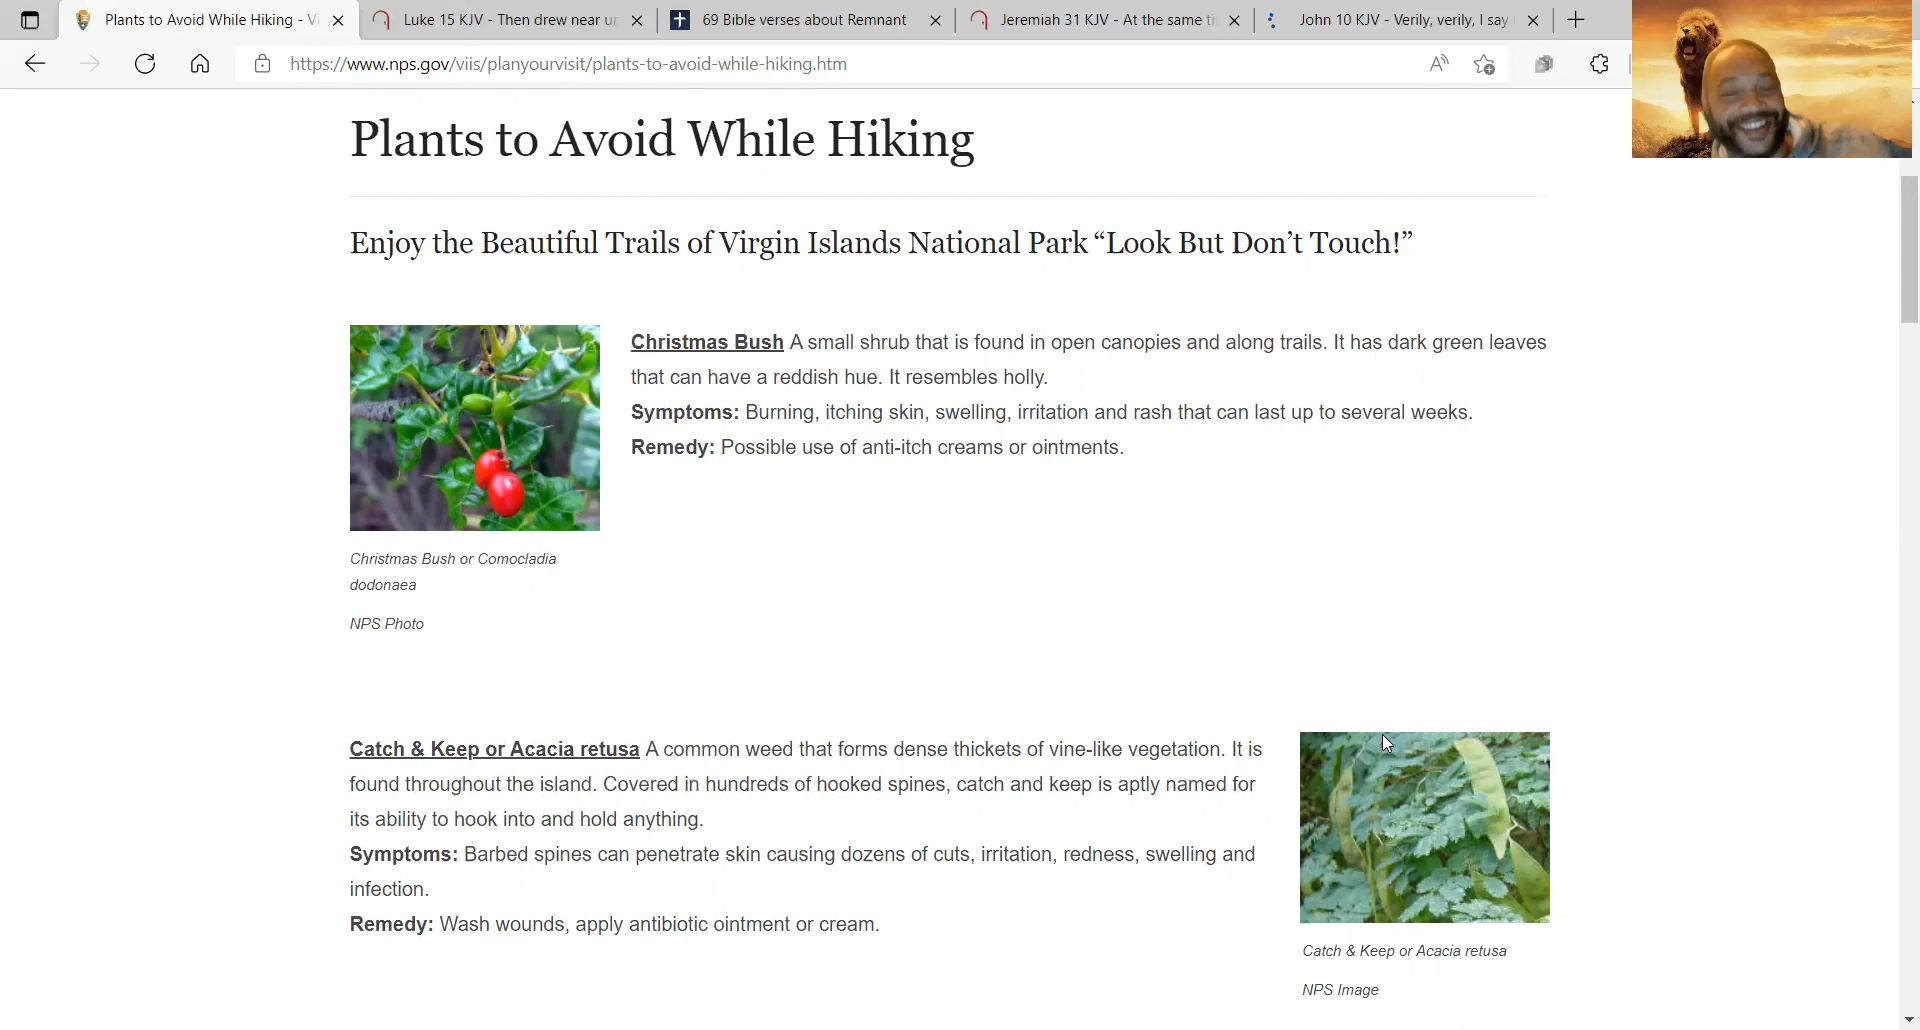 Plants to Avoid While Hiking - Vi
Luke 15 KJV - Then drew near un
69 Bible verses about Remnant
Jeremiah 31 KJV - At the same ti
John 10 KJV - Verily, verily, I say
https://www.nps.gov/viis/planyourvisit/plants-to-avoid-while-hiking.htm
Plants to Avoid While Hiking
Enjoy the Beautiful Trails of Virgin Islands National Park “Look But Don’t Touch!”
Christmas Bush A small shrub that is found in open canopies and along trails. It has dark green leaves
that can have a reddish hue. It resembles holly.
Symptoms: Burning, itching skin, swelling, irritation and rash that can last up to several weeks.
Remedy: Possible use of anti-itch creams or ointments.
Christmas Bush or Comocladia
dodonaea
NPS Photo
Catch & Keep or Acacia retusa A common weed that forms dense thickets of vine-like vegetation. It is
found throughout the island. Covered in hundreds of hooked spines, catch and keep is aptly named for
its ability to hook into and hold anything.
Symptoms: Barbed spines can penetrate skin causing dozens of cuts, irritation, redness, swelling and
infection.
Remedy: Wash wounds, apply antibiotic ointment or cream.
Catch & Keep or Acacia retusa
NPS Image